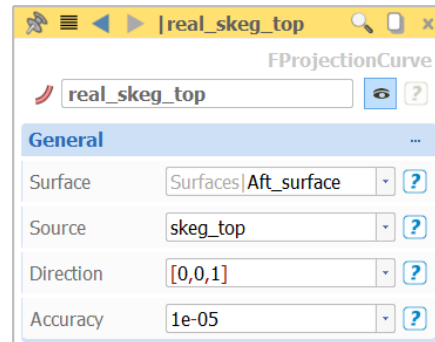 |real_skeg_top
FProjectionCurve
real_skeg_top
General
Surface Surfaces|Aft_surface
Source skeg_top
Direction [0,0,1]
Accuracy 1e-05